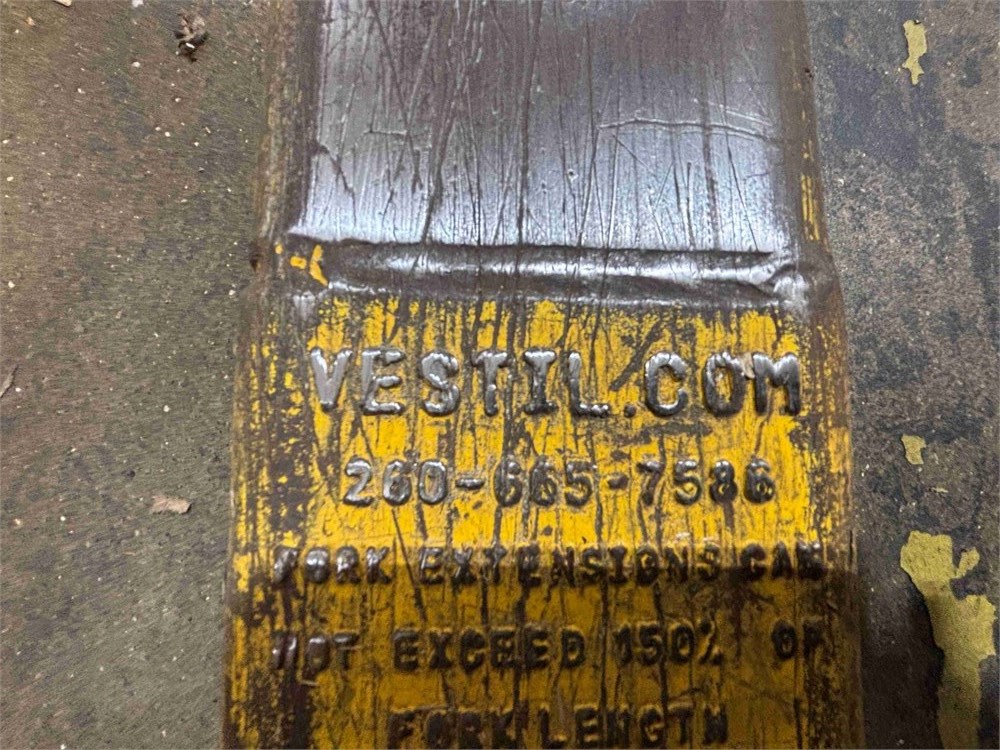 VESTIL.COM
260-665-7586
FORK EXTENSIONS CAN
NOT EXCEED 150% OF
FORK LENGTH